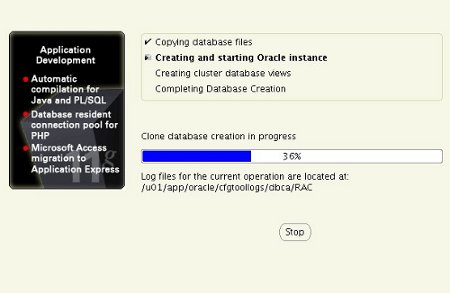 Application
Development
Automatic
compilation for
Java and PL/SQL
Database resident
connection pool for
PHP
Microsoft Access
migration to
Application Express
11g
Copying database files
Creating and starting Oracle instance
Creating cluster database views
Completing Database Creation
Clone database creation in progress
36%
Log files for the current operation are located at:
/u01/app/oracle/cfgtoollogs/dbca/RAC
Stop